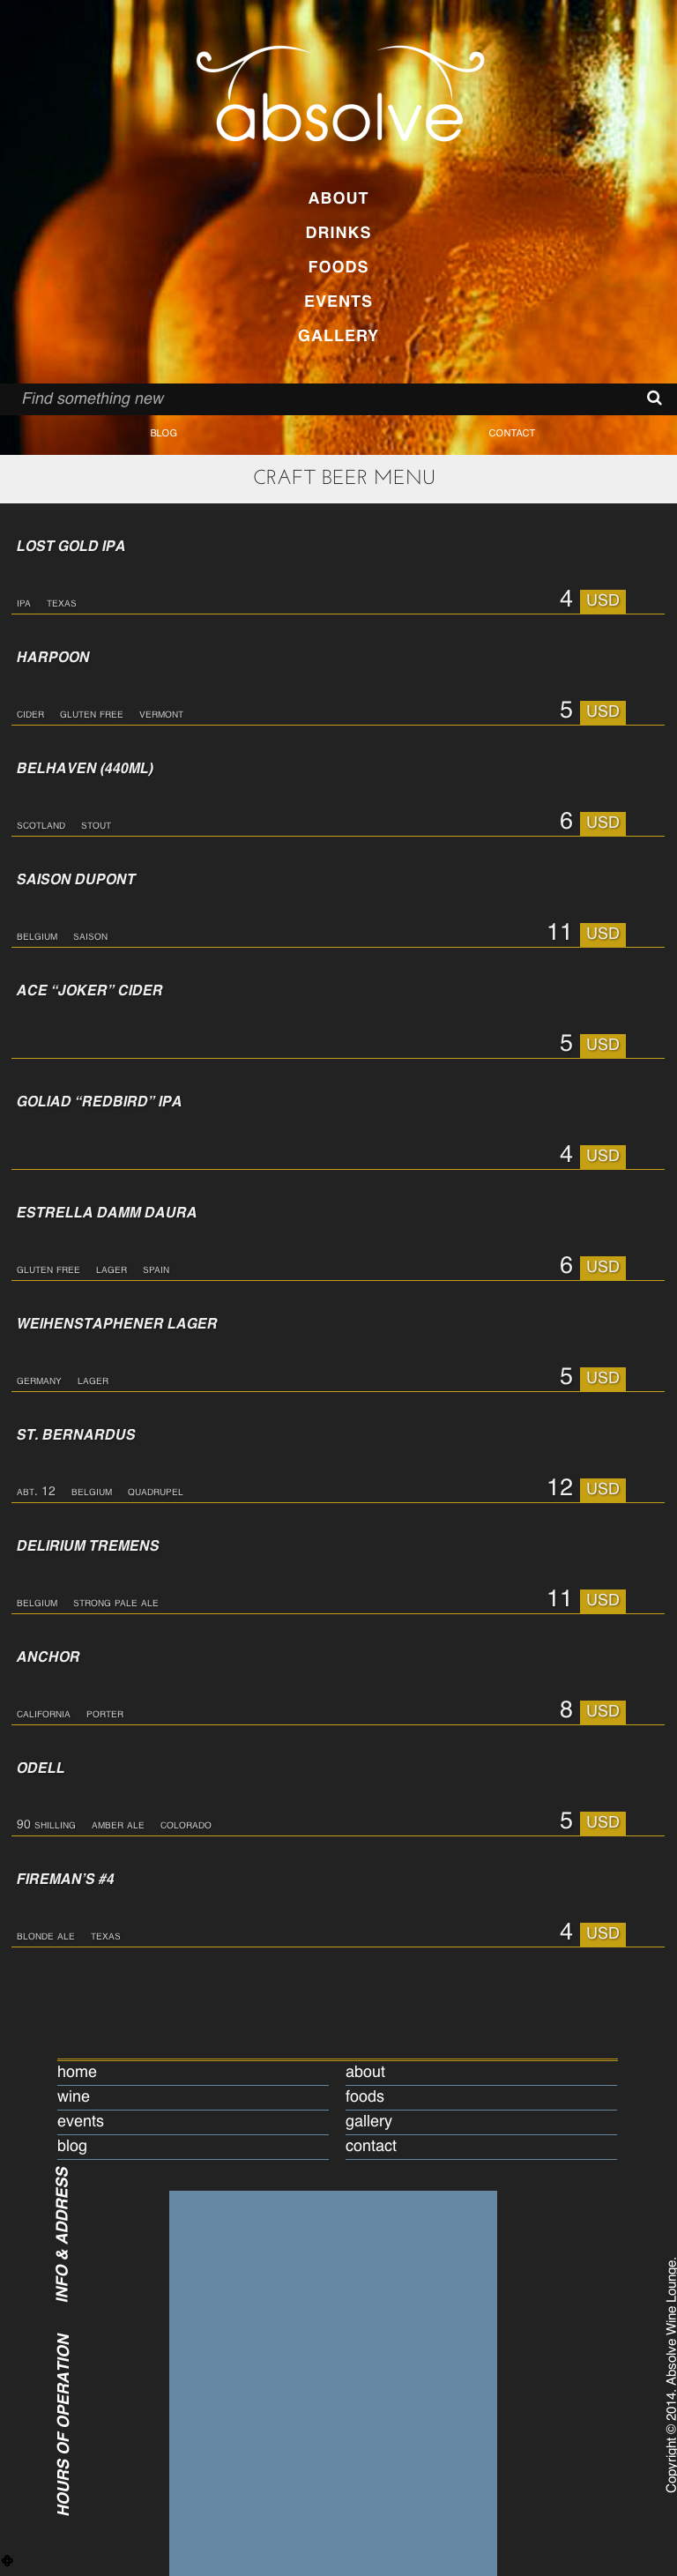 absolve
ABOUT
DRINKS
FOODS
EVENTS
GALLERY
Find something new
BLOG CONTACT
CRAFT BEER MENU
LOST GOLD IPA
IPA TEXAS 4 USD
HARPOON
CIDER GLUTEN FREE VERMONT 5 USD
BELHAVEN (440ML)
SCOTLAND STOUT 6 USD
SAISON DUPONT
BELGIUM SAISON 11 USD
ACE “JOKER” CIDER
5 USD
GOLIAD “REDBIRD” IPA
4 USD
ESTRELLA DAMM DAURA
GLUTEN FREE LAGER SPAIN 6 USD
WEIHENSTAPHENER LAGER
GERMANY LAGER 5 USD
ST. BERNARDUS
ABT. 12 BELGIUM QUADRUPEL 12 USD
DELIRIUM TREMENS
BELGIUM STRONG PALE ALE 11 USD
ANCHOR
CALIFORNIA PORTER 8 USD
ODELL
90 SHILLING AMBER ALE COLORADO 5 USD
FIREMAN’S #4
BLONDE ALE TEXAS 4 USD
home about
wine foods
events gallery
blog contact
INFO & ADDRESS
HOURS OF OPERATION
Copyright © 2014. Absolve Wine Lounge.